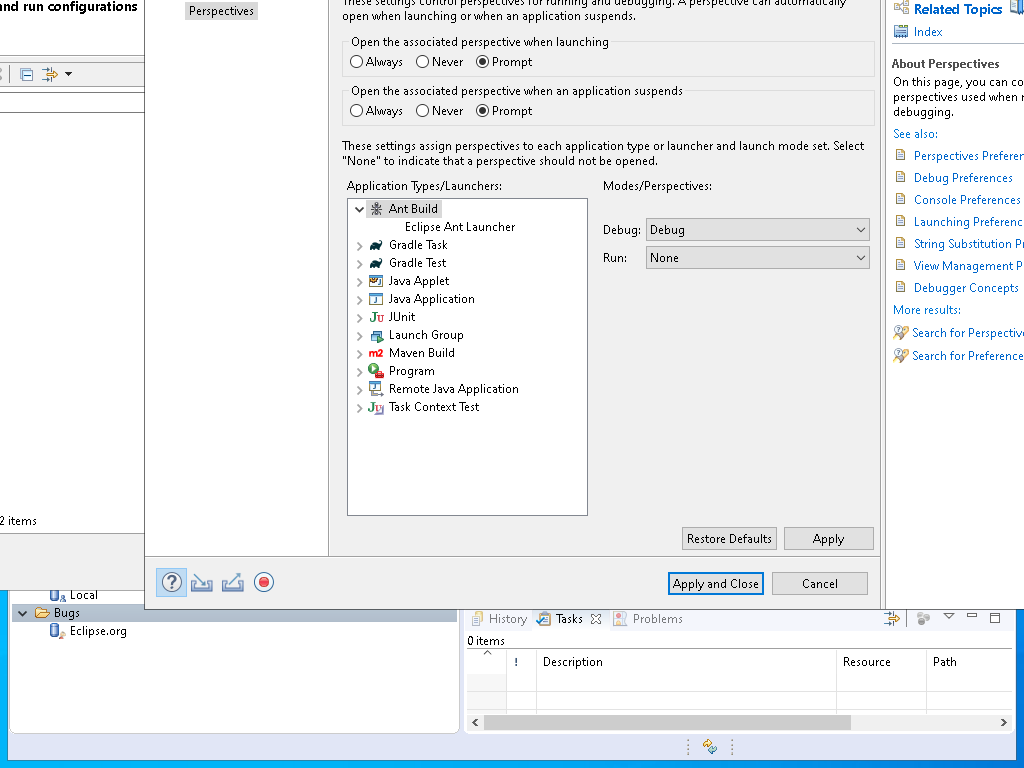 and run configurations
Perspectives
These settings control perspectives for running and debugging. A perspective can automatically
open when launching or when an application suspends.
Open the associated perspective when launching
Always
Never
Prompt
Open the associated perspective when an application suspends
Always
Never
Prompt
These settings assign perspectives to each application type or launcher and launch mode set. Select
"None" to indicate that a perspective should not be opened.
Application Types/Launchers:
Modes/Perspectives:
Ant Build
Eclipse Ant Launcher
Gradle Task
Gradle Test
Java Applet
Java Application
JUnit
Launch Group
m2 Maven Build
Program
Remote Java Application
Task Context Test
Debug: Debug
Run: None
Restore Defaults
Apply
Apply and Close
Cancel
Related Topics
Index
About Perspectives
On this page, you can co
perspectives used when r
debugging.
See also:
Perspectives Preferen
Debug Preferences
Console Preferences
Launching Preferenc
String Substitution Pr
View Management P
Debugger Concepts
More results:
Search for Perspective
Search for Preference
2 items
Local
Bugs
Eclipse.org
History
Tasks
Problems
0 items
!
Description
Resource
Path